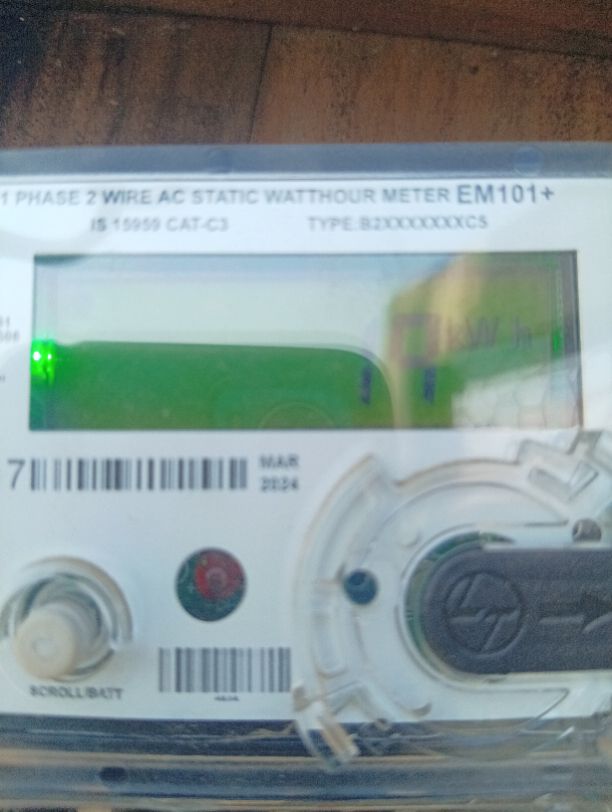 1 PHASE 2 WIRE AC STATIC WATTHOUR METER EM101+
IS 15959 CAT-C3 TYPE:B2XXXXXXXC5
kW h
7
MAR
2024
SCROLL/BATT